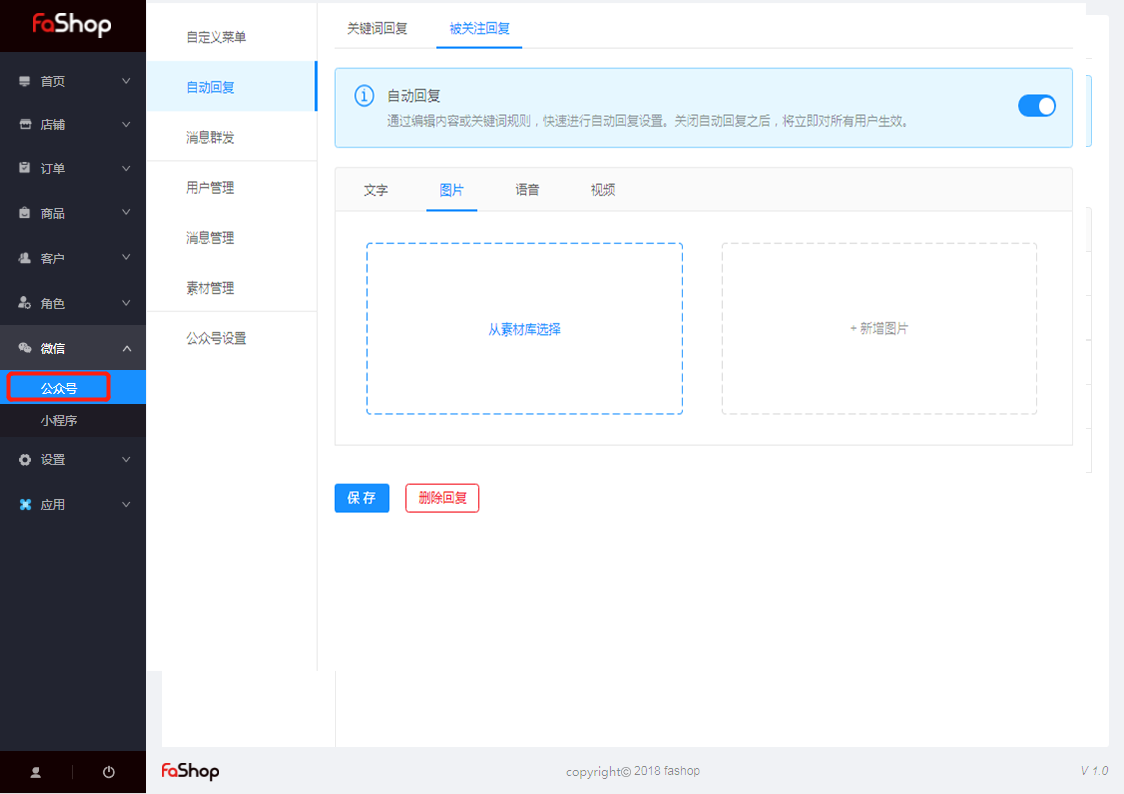 faShop
首页
店铺
订单
商品
客户
角色
微信
公众号
小程序
设置
应用
自定义菜单
自动回复
消息群发
用户管理
消息管理
素材管理
公众号设置
关键词回复 被关注回复
自动回复
通过编辑内容或关键词规则，快速进行自动回复设置。关闭自动回复之后，将立即对所有用户生效。
文字 图片 语音 视频
从素材库选择 + 新增图片
保存 删除回复
faShop copyright© 2018 fashop V 1.0